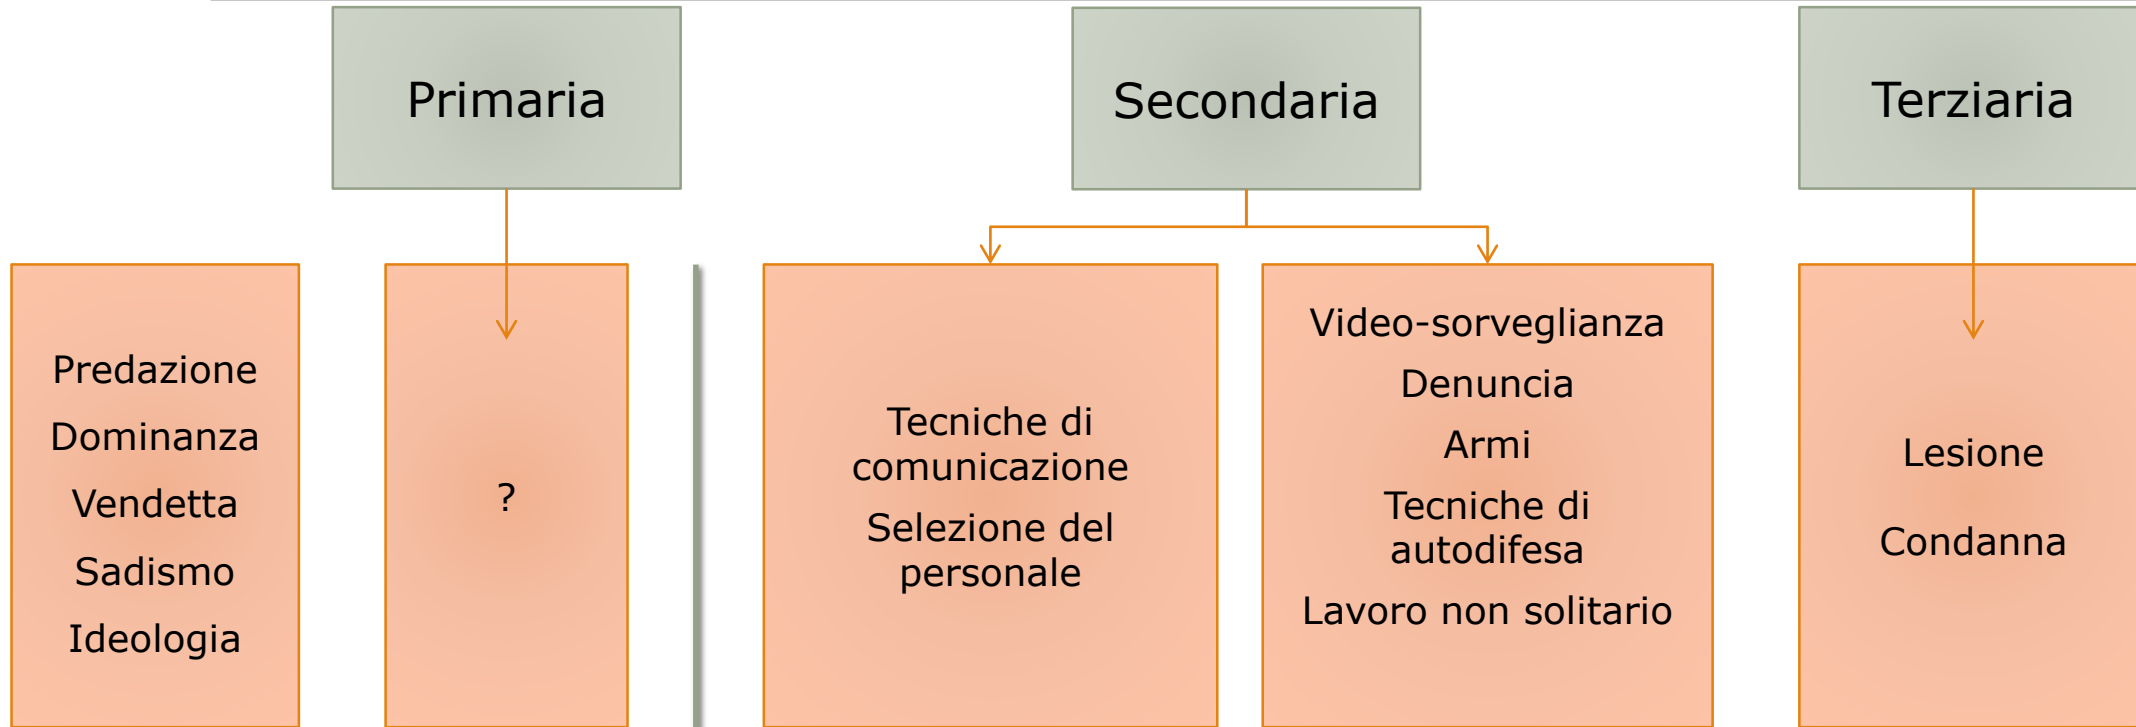 Primaria
Secondaria
Terziaria
Predazione
Dominanza
Vendetta
Sadismo
Ideologia
?
Tecniche di
comunicazione
Selezione del
personale
Video-sorveglianza
Denuncia
Armi
Tecniche di
autodifesa
Lavoro non solitario
Lesione
Condanna